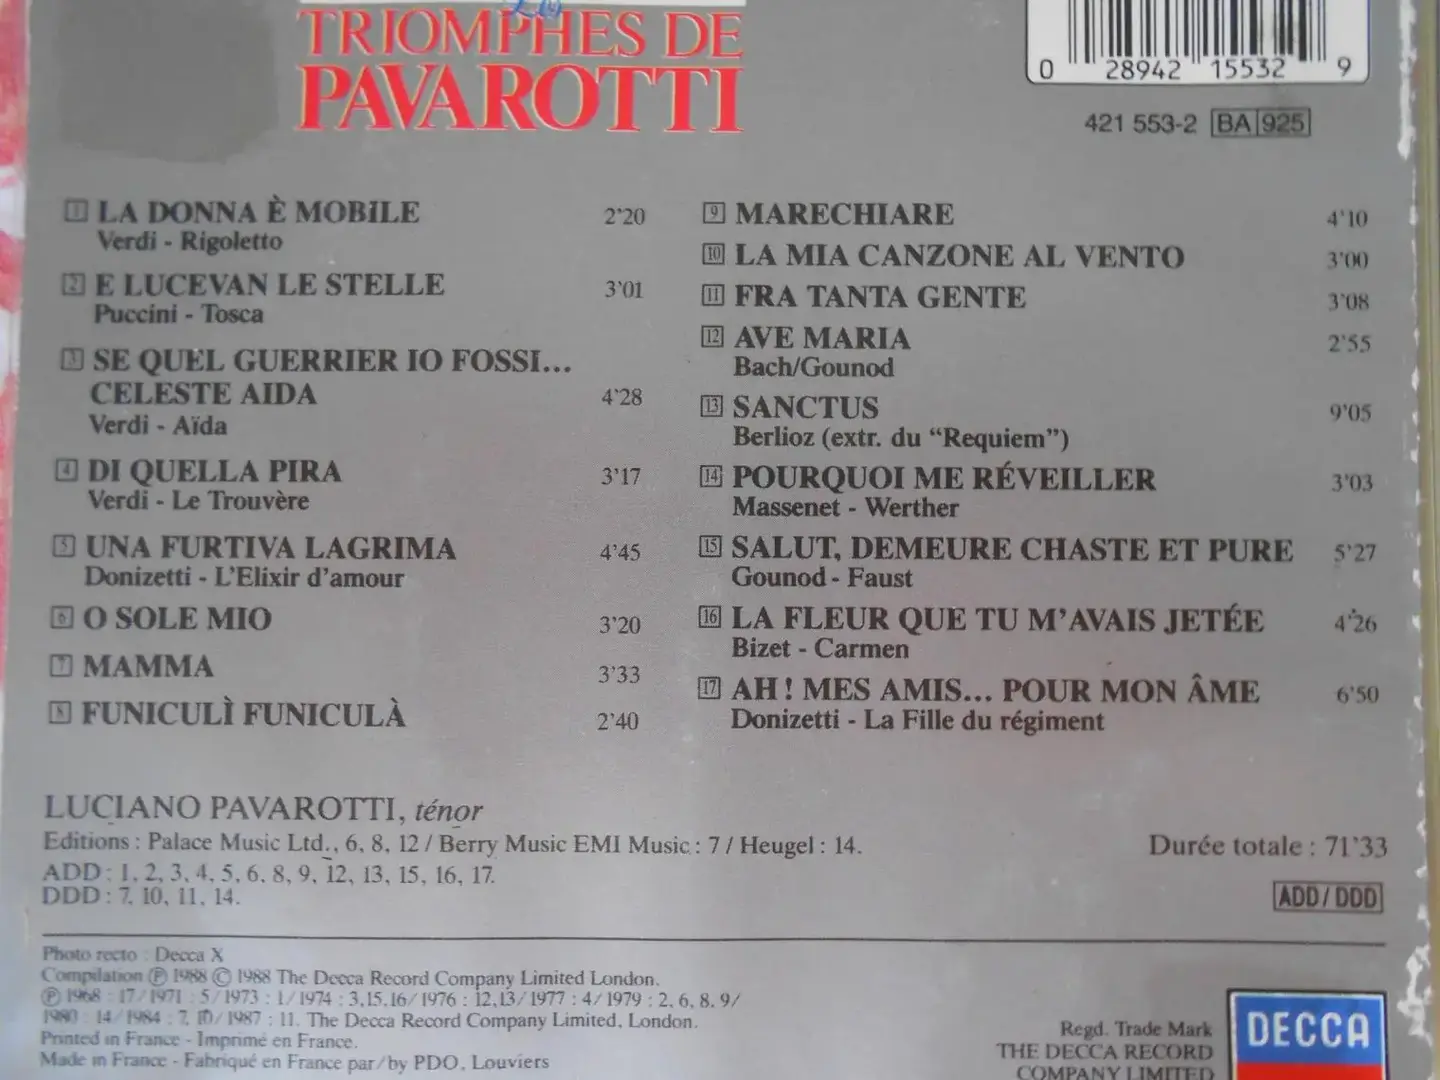 Les
TRIOMPHES DE
PAVAROTTI
0 28942 15532 9
421 553-2 BA 925
1 LA DONNA È MOBILE 2'20
Verdi - Rigoletto
2 E LUCEVAN LE STELLE 3'01
Puccini - Tosca
3 SE QUEL GUERRIER IO FOSSI...
CELESTE AIDA 4'28
Verdi - Aïda
4 DI QUELLA PIRA 3'17
Verdi - Le Trouvère
5 UNA FURTIVA LAGRIMA 4'45
Donizetti - L'Elixir d'amour
6 O SOLE MIO 3'20
7 MAMMA 3'33
8 FUNICULÌ FUNICULÀ 2'40
9 MARECHIARE 4'10
10 LA MIA CANZONE AL VENTO 3'00
11 FRA TANTA GENTE 3'08
12 AVE MARIA 2'55
Bach/Gounod
13 SANCTUS 9'05
Berlioz (extr. du “Requiem”)
14 POURQUOI ME RÉVEILLER 3'03
Massenet - Werther
15 SALUT, DEMEURE CHASTE ET PURE 5'27
Gounod - Faust
16 LA FLEUR QUE TU M'AVAIS JETÉE 4'26
Bizet - Carmen
17 AH ! MES AMIS... POUR MON ÂME 6'50
Donizetti - La Fille du régiment
LUCIANO PAVAROTTI, ténor
Editions : Palace Music Ltd., 6, 8, 12 / Berry Music EMI Music : 7 / Heugel : 14.
Durée totale : 71'33
ADD : 1, 2, 3, 4, 5, 6, 8, 9, 12, 13, 15, 16, 17.
DDD : 7, 10, 11, 14.
ADD / DDD
Photo recto : Decca X
Compilation Ⓟ 1988 © 1988 The Decca Record Company Limited London.
Ⓟ 1968 : 17 / 1971 : 5 / 1973 : 1 / 1974 : 3,15,16 / 1976 : 12,13 / 1977 : 4 / 1979 : 2, 6, 8, 9 /
1980 : 14 / 1984 : 7, 10 / 1987 : 11. The Decca Record Company Limited, London.
Printed in France - Imprimé en France.
Made in France - Fabriqué en France par/by PDO, Louviers
Regd. Trade Mark
THE DECCA RECORD
COMPANY LIMITED
DECCA